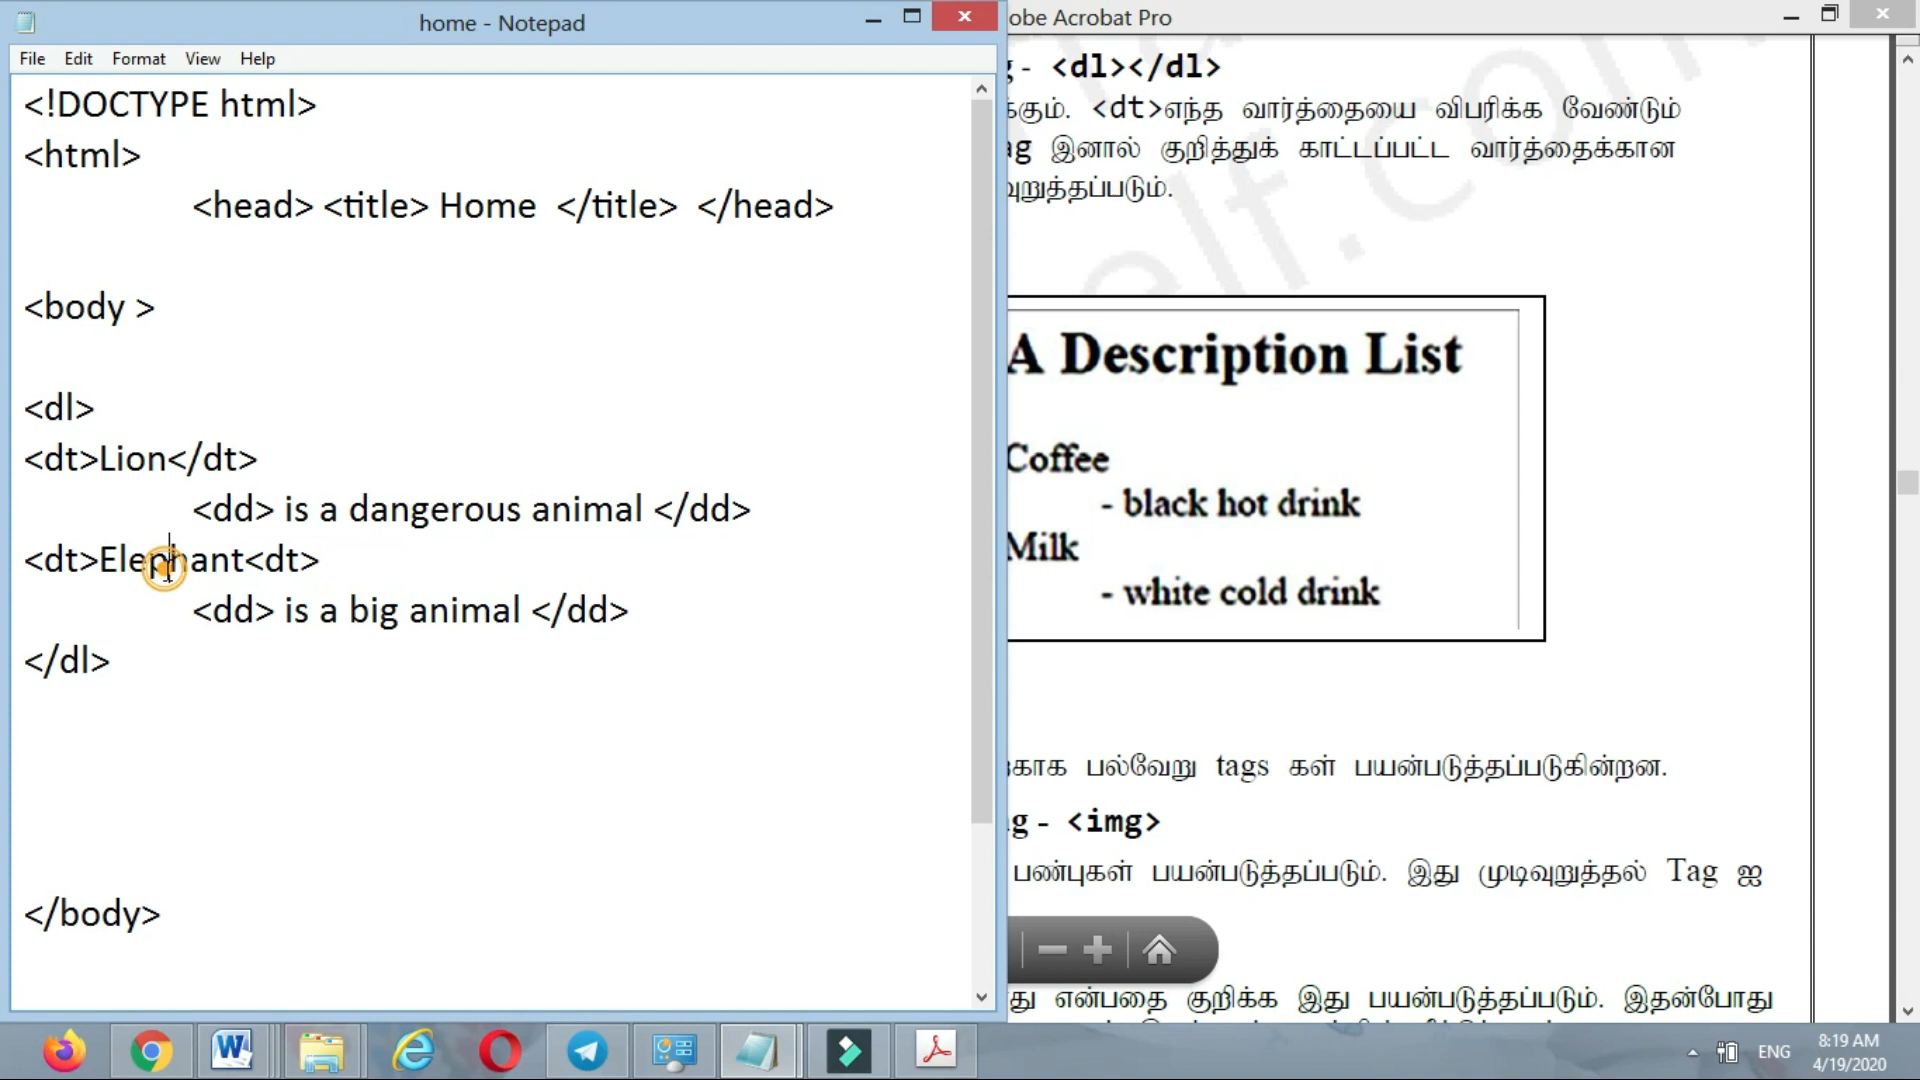 home - Notepad
File Edit Format View Help
<!DOCTYPE html>
<html>
<head> <title> Home </title> </head>
<body >
<dl>
<dt>Lion</dt>
<dd> is a dangerous animal </dd>
<dt>Elephant<dt>
<dd> is a big animal </dd>
</dl>
</body>
obe Acrobat Pro
- <dl></dl>
<dt>எந்த வார்த்தையை விபரிக்க வேண்டும்
இனால் குறித்துக் காட்டப்பட்ட வார்த்தைக்கான
A Description List
Coffee
- black hot drink
Milk
- white cold drink
பல்வேறு tags கள் பயன்படுத்தப்படுகின்றன.
- <img>
பண்புகள் பயன்படுத்தப்படும். இது முடிவுறுத்தல் Tag ஐ
என்பதை குறிக்க இது பயன்படுத்தப்படும். இதன்போது
ENG
8:19 AM
4/19/2020